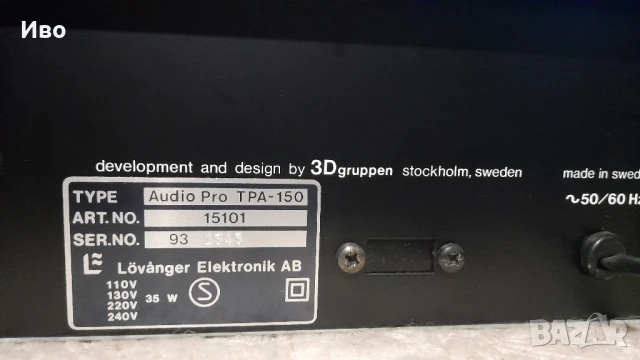 Иво
development and design by 3Dgruppen stockholm, sweden
made in swed
∿50/60 Hz
TYPE Audio Pro TPA-150
ART.NO. 15101
SER.NO. 93
Lövånger Elektronik AB
110V
130V
220V
240V
35 W
S
BAZAR